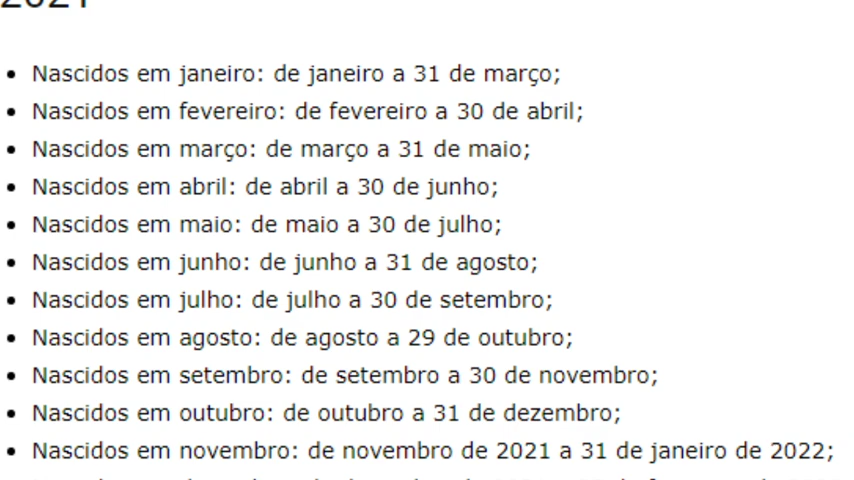 2021
Nascidos em janeiro: de janeiro a 31 de março;
Nascidos em fevereiro: de fevereiro a 30 de abril;
Nascidos em março: de março a 31 de maio;
Nascidos em abril: de abril a 30 de junho;
Nascidos em maio: de maio a 30 de julho;
Nascidos em junho: de junho a 31 de agosto;
Nascidos em julho: de julho a 30 de setembro;
Nascidos em agosto: de agosto a 29 de outubro;
Nascidos em setembro: de setembro a 30 de novembro;
Nascidos em outubro: de outubro a 31 de dezembro;
Nascidos em novembro: de novembro de 2021 a 31 de janeiro de 2022;